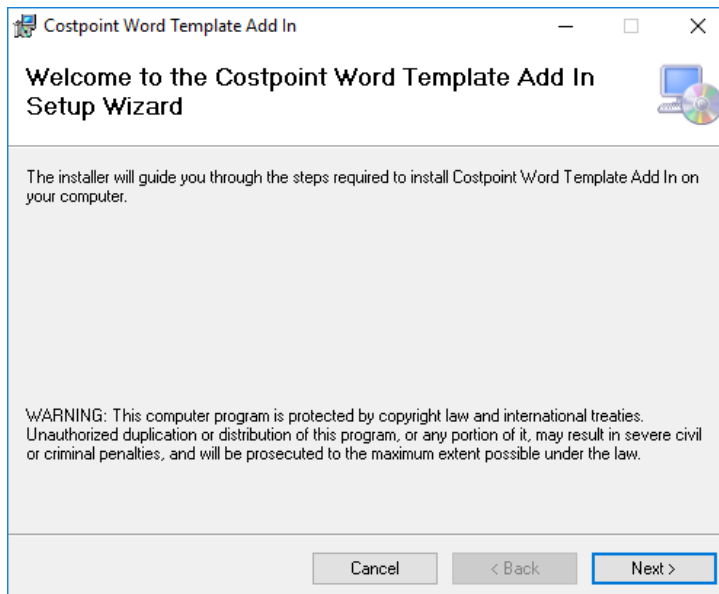 Costpoint Word Template Add In
Welcome to the Costpoint Word Template Add In
Setup Wizard
The installer will guide you through the steps required to install Costpoint Word Template Add In on
your computer.
WARNING: This computer program is protected by copyright law and international treaties.
Unauthorized duplication or distribution of this program, or any portion of it, may result in severe civil
or criminal penalties, and will be prosecuted to the maximum extent possible under the law.
Cancel
< Back
Next >